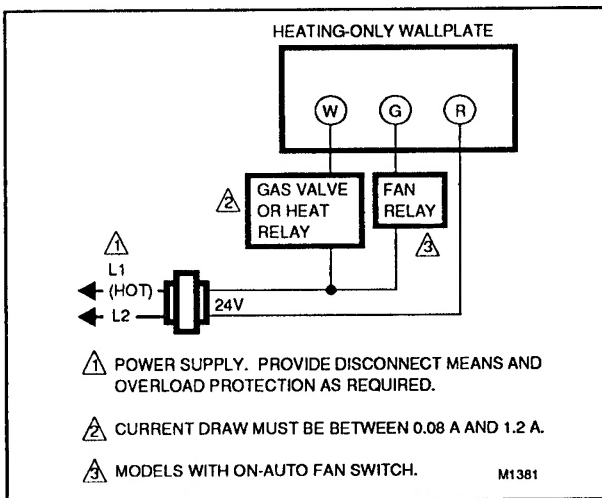 HEATING-ONLY WALLPLATE
W G R
2 GAS VALVE
OR HEAT
RELAY
FAN
RELAY
3
1
L1
(HOT)
L2
24V
1 POWER SUPPLY. PROVIDE DISCONNECT MEANS AND
OVERLOAD PROTECTION AS REQUIRED.
2 CURRENT DRAW MUST BE BETWEEN 0.08 A AND 1.2 A.
3 MODELS WITH ON-AUTO FAN SWITCH.
M1381